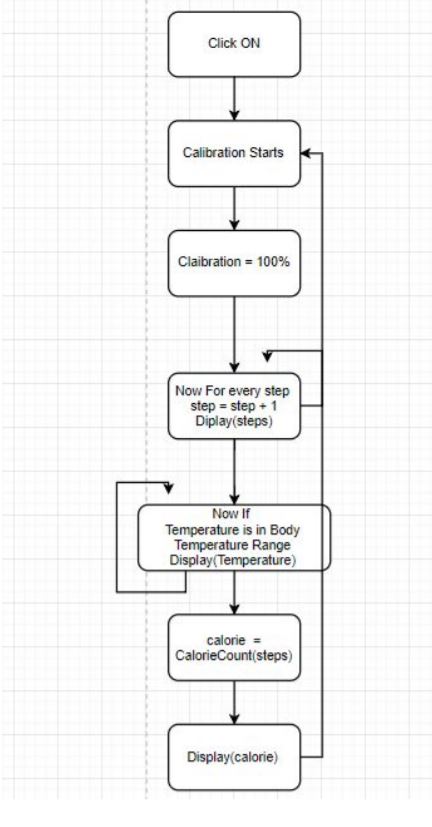 Click ON
Calibration Starts
Claibration = 100%
Now For every step
step = step + 1
Diplay(steps)
Now If
Temperature is in Body
Temperature Range
Display(Temperature)
calorie =
CalorieCount(steps)
Display(calorie)